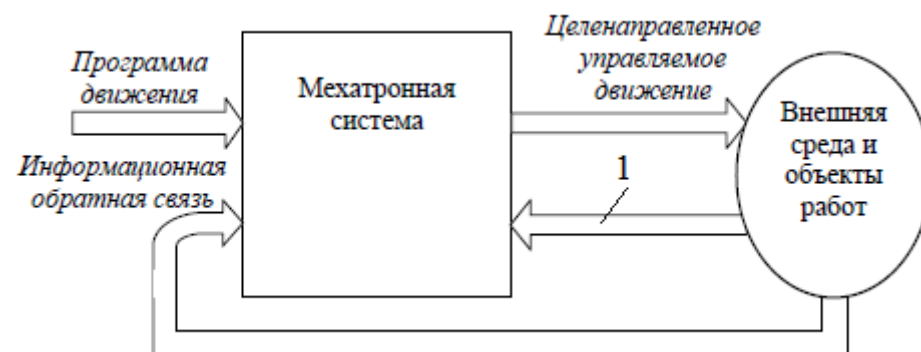 Программа
движения
Мехатронная
система
Целенаправленное
управляемое
движение
Внешняя
среда и
объекты
работ
Информационная
обратная связь
1